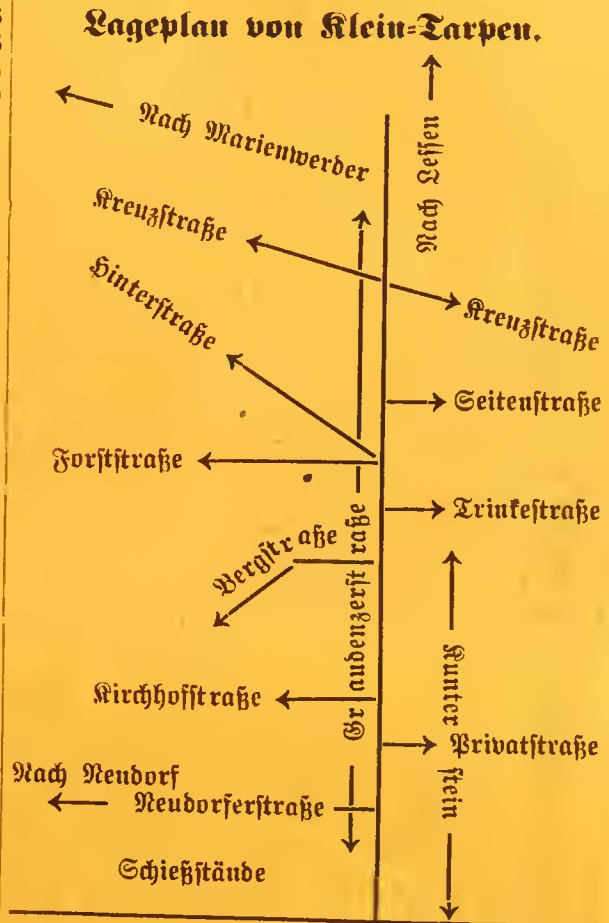 Lageplan von Klein-Tarpen.
Nach Marienwerder
Nach Lessen
Kreuzstraße
Kreuzstraße
Hinterstraße
Seitenstraße
Forststraße
Trinkestraße
Bergstraße
Graudenzerstraße
Kunterstein
Kirchhofstraße
Privatstraße
Nach Neudorf
Neudorferstraße
Schießstände